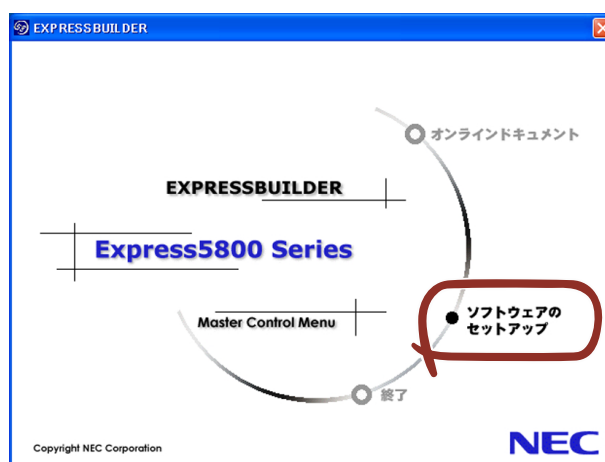 EXPRESSBUILDER
オンラインドキュメント
EXPRESSBUILDER
Express5800 Series
ソフトウェアの
セットアップ
Master Control Menu
終了
Copyright NEC Corporation
NEC